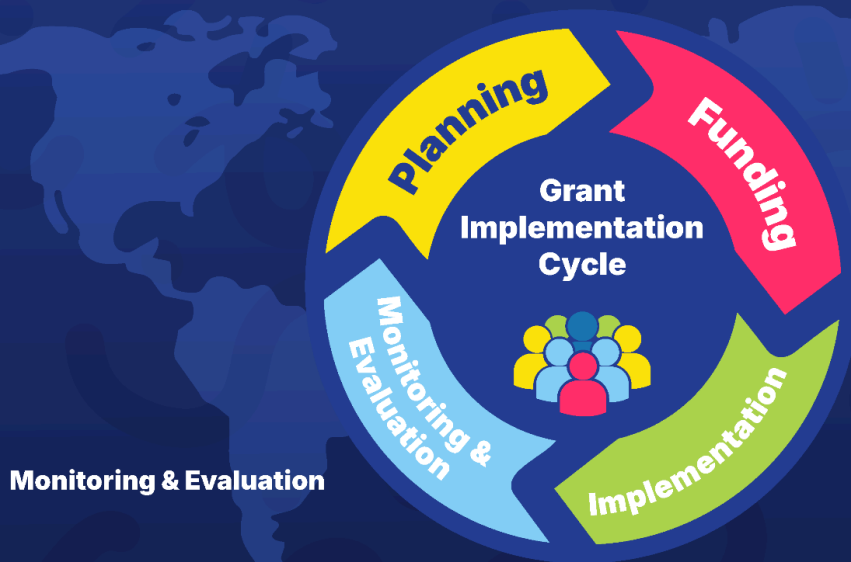 Planning
Funding
Grant
Implementation
Cycle
Monitoring &
Evaluation
Implementation
Monitoring & Evaluation